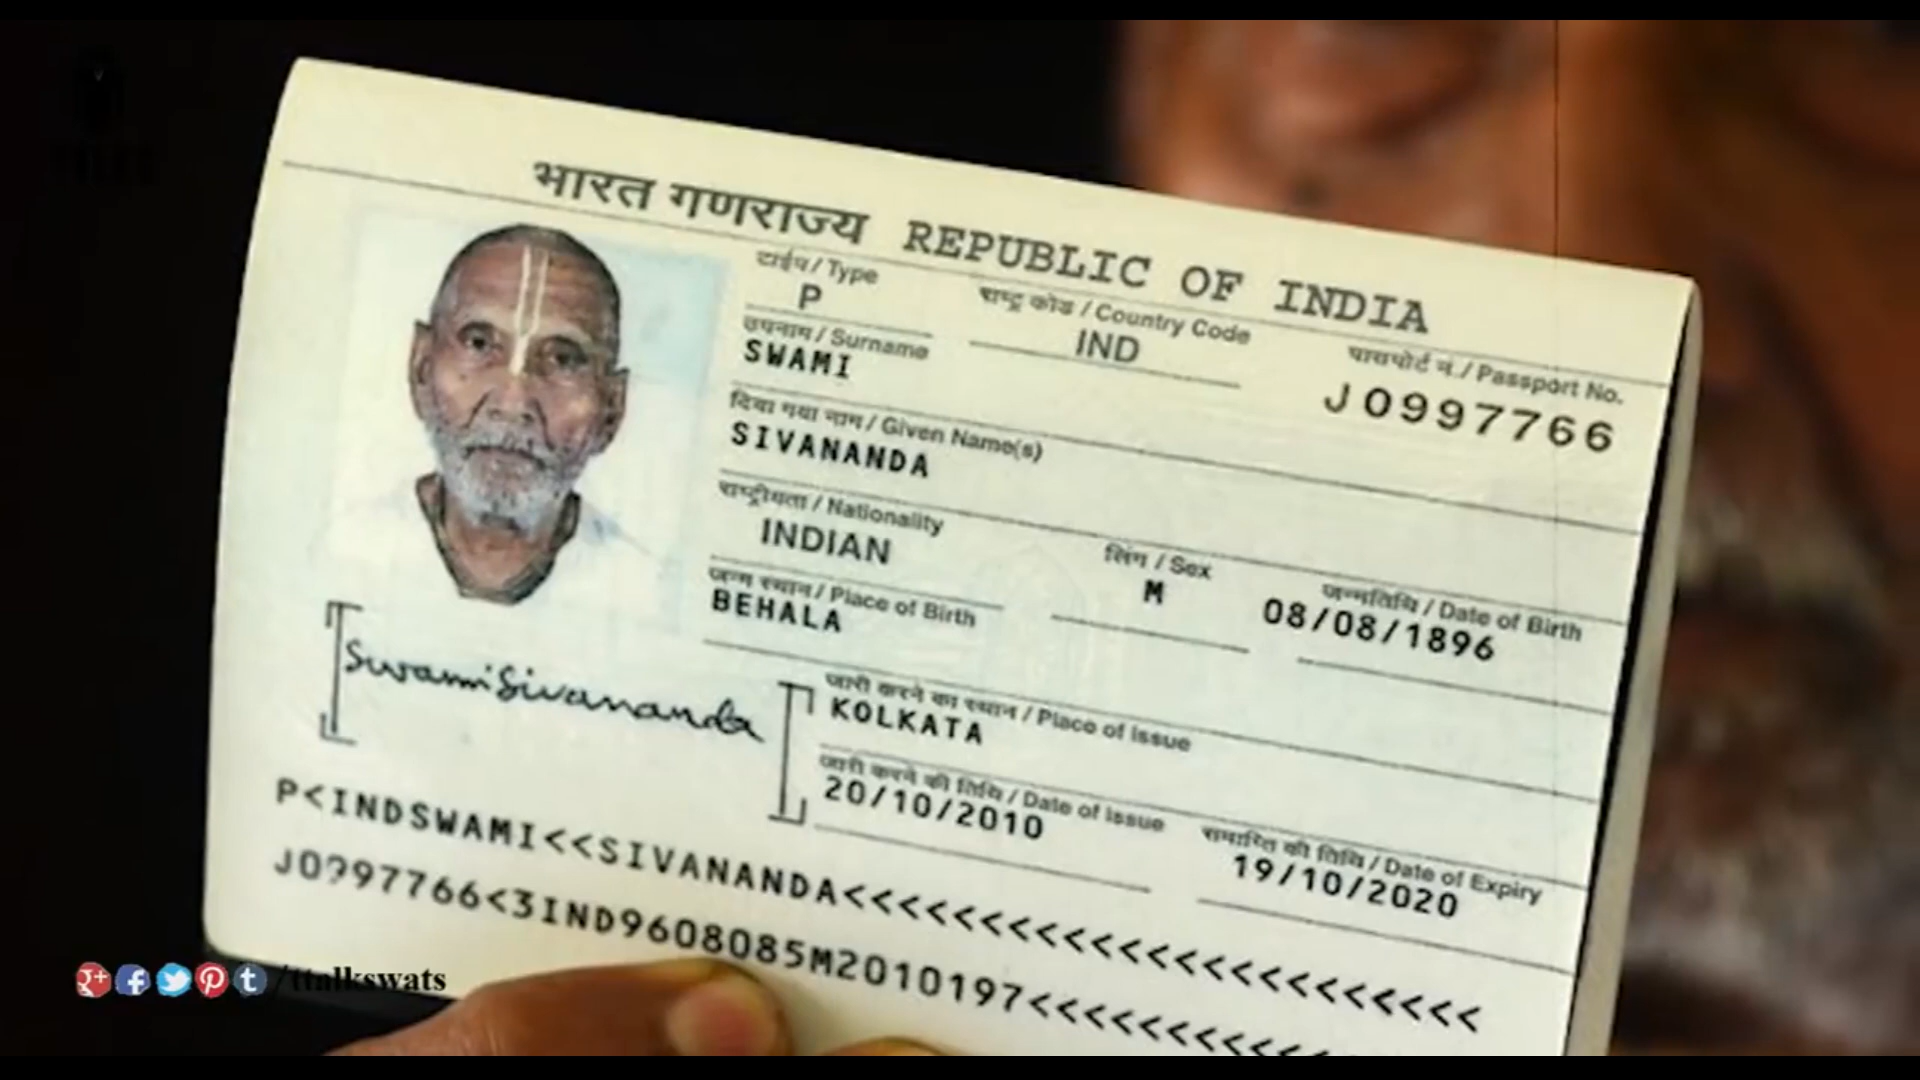 भारत गणराज्य REPUBLIC OF INDIA
टाईप / Type
P
राष्ट्र कोड / Country Code
IND
पासपोर्ट नं. / Passport No.
J0997766
उपनाम / Surname
SWAMI
दिया गया नाम / Given Name(s)
SIVANANDA
राष्ट्रीयता / Nationality
INDIAN
लिंग / Sex
M
जन्मतिथि / Date of Birth
08/08/1896
जन्म स्थान / Place of Birth
BEHALA
SwamiSivananda
जारी करने का स्थान / Place of Issue
KOLKATA
जारी करने की तिथि / Date of Issue
20/10/2010
समाप्ति की तिथि / Date of Expiry
19/10/2020
P<INDSWAMI<<SIVANANDA<<<<<<<<<<<<<<<<<<<<<<<
J0997766<3IND9608085M2010197<<<<<<<<<<<
/ttalkswats